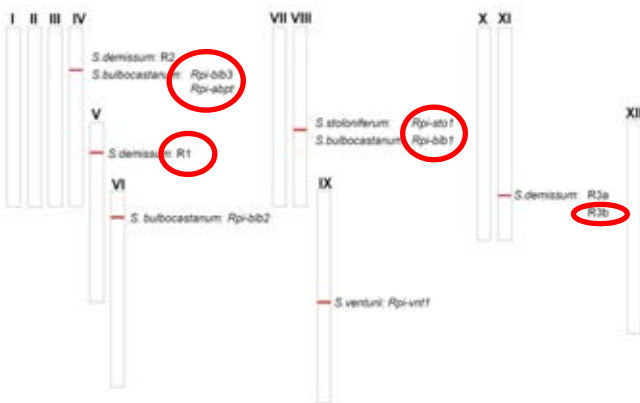 I II III IV
S.demissum: R2
S.bulbocastanum: Rpi-blb3
Rpi-abpt
V
S.demissum: R1
VI
S. bulbocastanum: Rpi-blb2
VII VIII
S.stoloniferum: Rpi-sto1
S.bulbocastanum: Rpi-blb1
IX
S.venturii: Rpi-vnt1
X XI
S.demissum: R3a
R3b
XII